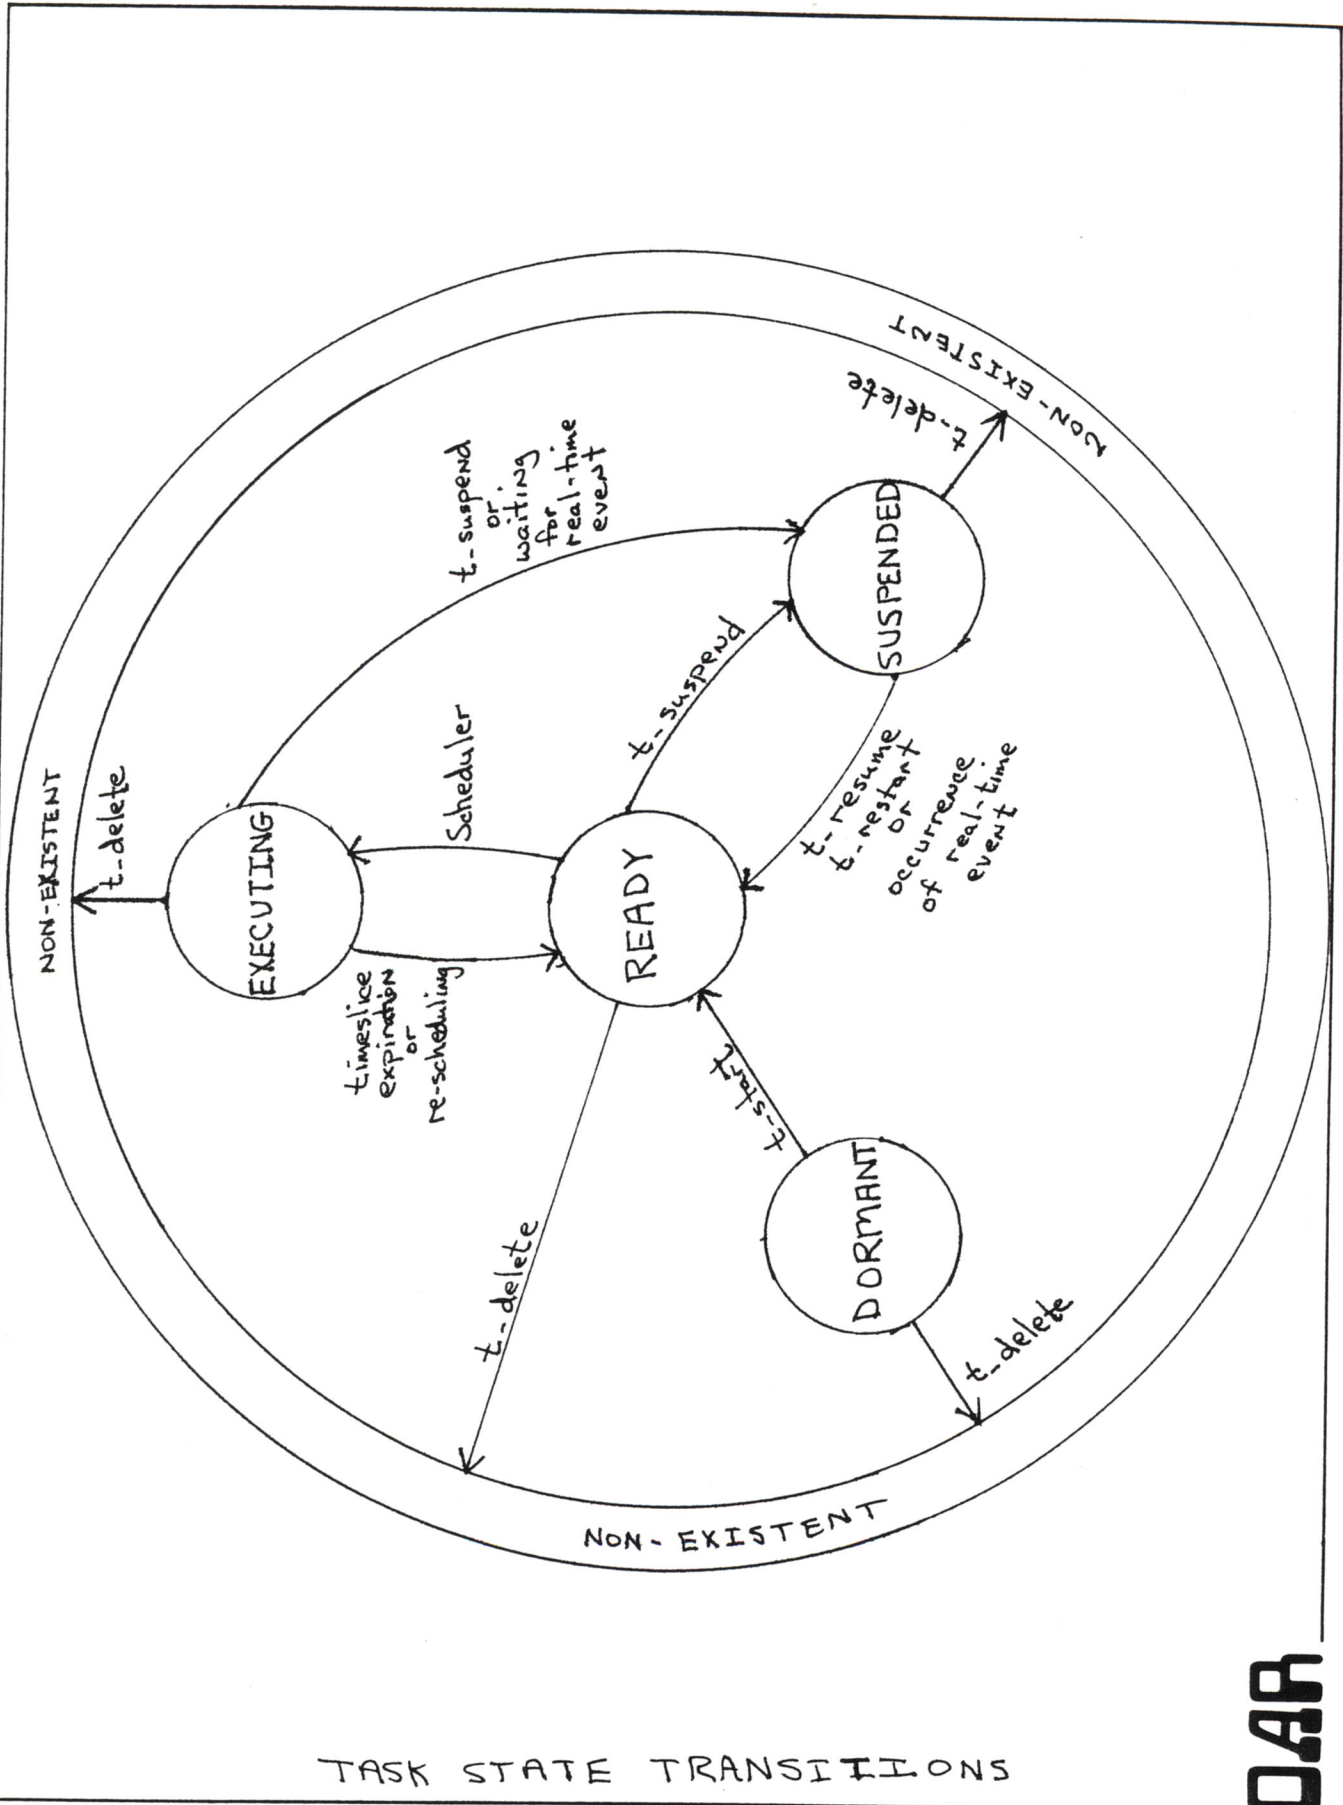 NON-EXISTENT
t-delete
EXECUTING
t-suspend
or
waiting
for
real-time
event
Scheduler
timeslice
expiration
or
re-scheduling
READY
t-suspend
SUSPENDED
t-delete
NON-EXISTENT
t-resume
t-restart
or
occurrence
of real-time
event
t-start
DORMANT
t-delete
t-delete
NON-EXISTENT
TASK STATE TRANSITIONS
DAR